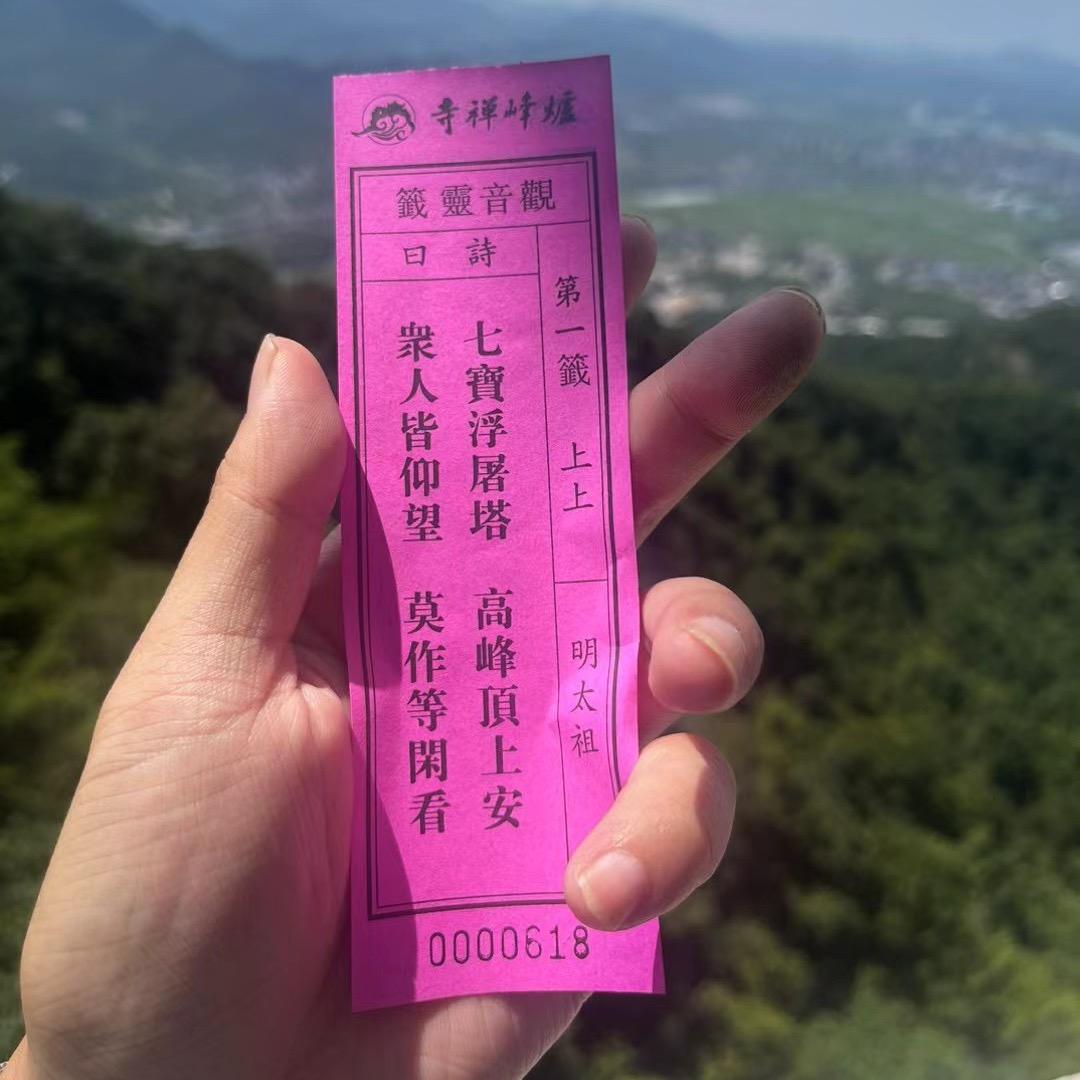 爐峰禪寺
觀音靈籤
第一籤 上上
明太祖
詩曰
七寶浮屠塔 高峰頂上安
衆人皆仰望 莫作等閑看
0000618